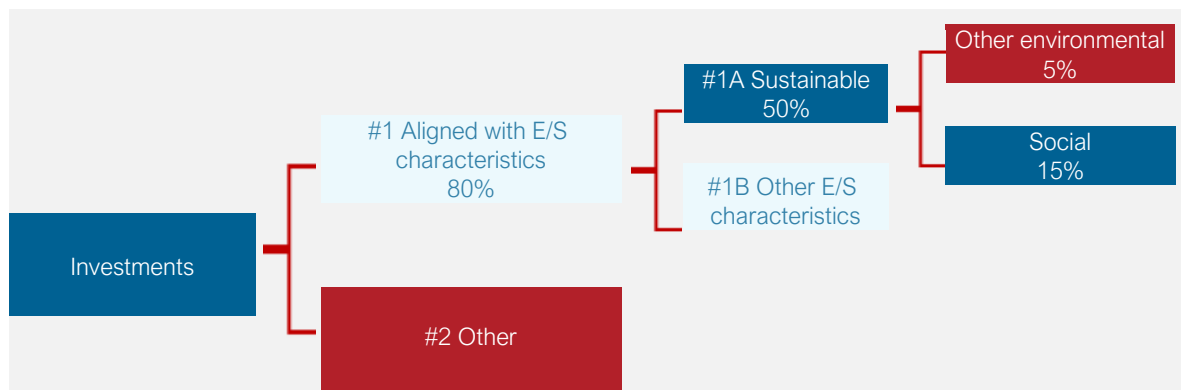 Investments
#1 Aligned with E/S
characteristics
80%
#2 Other
#1A Sustainable
50%
#1B Other E/S
characteristics
Other environmental
5%
Social
15%